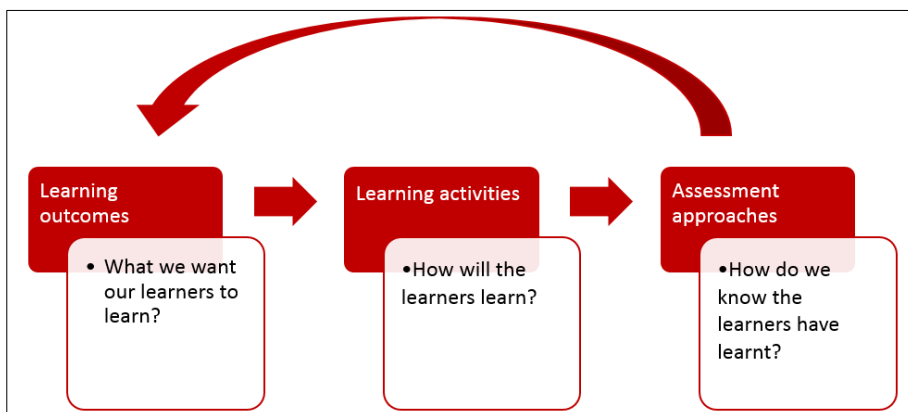 Learning
outcomes
• What we want
our learners to
learn?
Learning activities
•How will the
learners learn?
Assessment
approaches
•How do we
know the
learners have
learnt?